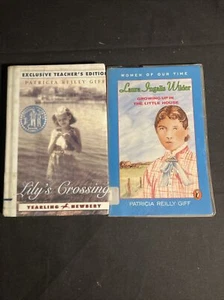 EXCLUSIVE TEACHER'S EDITION
PATRICIA REILLY GIFF
Lily's Crossing
YEARLING NEWBERY
WOMEN OF OUR TIME
Laura Ingalls Wilder
GROWING UP IN
THE LITTLE HOUSE
PATRICIA REILLY GIFF